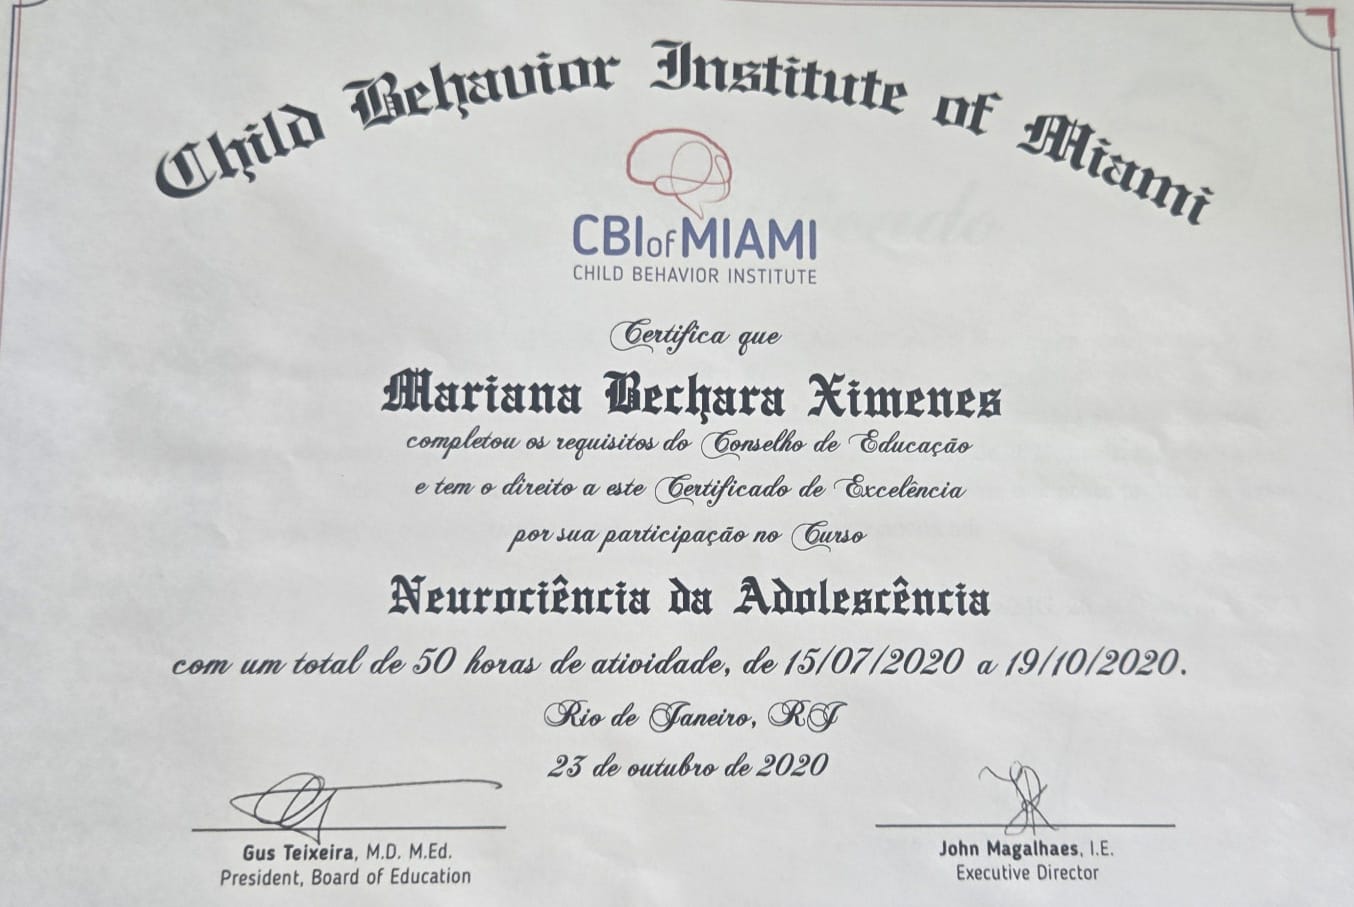 Child Behavior Institute of Miami
CBIofMIAMI
CHILD BEHAVIOR INSTITUTE
Certifica que
Mariana Bechara Ximenes
completou os requisitos do Conselho de Educação
e tem o direito a este Certificado de Excelência
por sua participação no Curso
Neurociência da Adolescência
com um total de 50 horas de atividade, de 15/07/2020 a 19/10/2020.
Rio de Janeiro, RJ
23 de outubro de 2020
Gus Teixeira, M.D. M.Ed.
President, Board of Education
John Magalhaes, I.E.
Executive Director